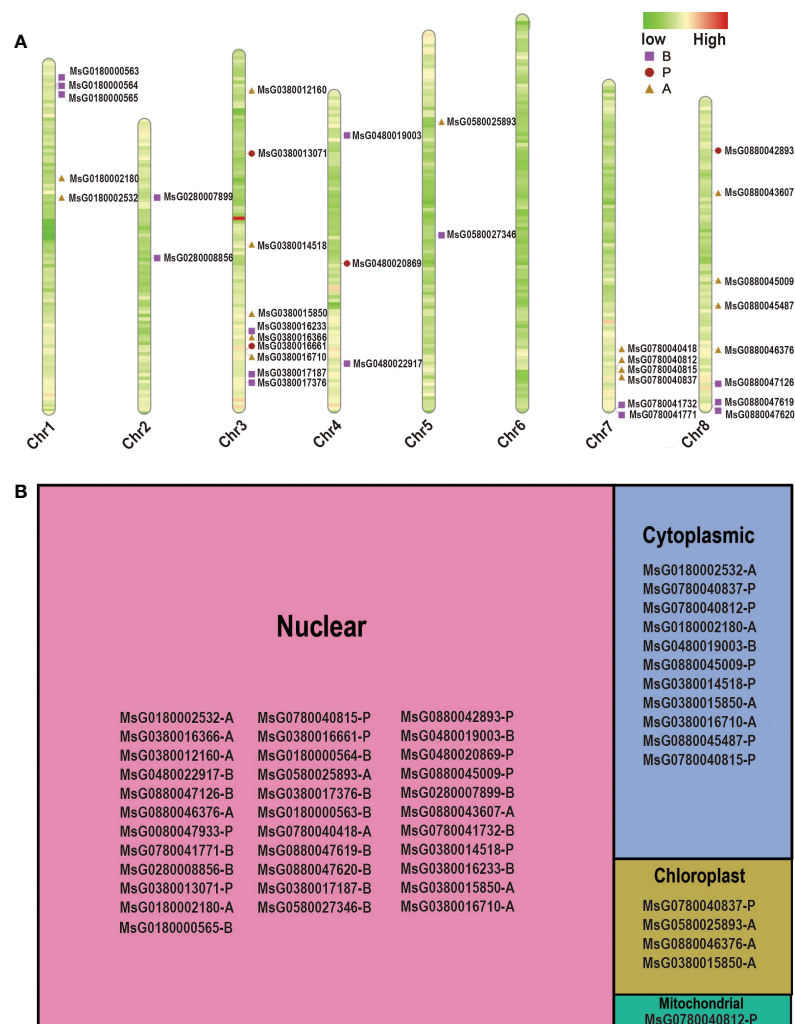 A
low High
B
P
A
MsG0180000563
MsG0180000564
MsG0180000565
MsG0180002180
MsG0180002532
Chr1
MsG0280007899
MsG0280008856
Chr2
MsG0380012160
MsG0380013071
MsG0380014518
MsG0380015850
MsG0380016233
MsG0380016366
MsG0380016661
MsG0380016710
MsG0380017187
MsG0380017376
Chr3
MsG0480019003
MsG0480020869
MsG0480022917
Chr4
MsG0580025893
MsG0580027346
Chr5
Chr6
MsG0780040418
MsG0780040812
MsG0780040815
MsG0780040837
MsG0780041732
MsG0780041771
Chr7
MsG0880042893
MsG0880043607
MsG0880045009
MsG0880045487
MsG0880046376
MsG0880047126
MsG0880047619
MsG0880047620
Chr8
B
Nuclear
MsG0180002532-A MsG0780040815-P MsG0880042893-P
MsG0380016366-A MsG0380016661-P MsG0480019003-B
MsG0380012160-A MsG0180000564-B MsG0480020869-P
MsG0480022917-B MsG0580025893-A MsG0880045009-P
MsG0880047126-B MsG0380017376-B MsG0280007899-B
MsG0880046376-A MsG0180000563-B MsG0880043607-A
MsG0080047933-P MsG0780040418-A MsG0780041732-B
MsG0780041771-B MsG0880047619-B MsG0380014518-P
MsG0280008856-B MsG0880047620-B MsG0380016233-B
MsG0380013071-P MsG0380017187-B MsG0380015850-A
MsG0180002180-A MsG0580027346-B MsG0380016710-A
MsG0180000565-B
Cytoplasmic
MsG0180002532-A
MsG0780040837-P
MsG0780040812-P
MsG0180002180-A
MsG0480019003-B
MsG0880045009-P
MsG0380014518-P
MsG0380015850-A
MsG0380016710-A
MsG0880045487-P
MsG0780040815-P
Chloroplast
MsG0780040837-P
MsG0580025893-A
MsG0880046376-A
MsG0380015850-A
Mitochondrial
MsG0780040812-P